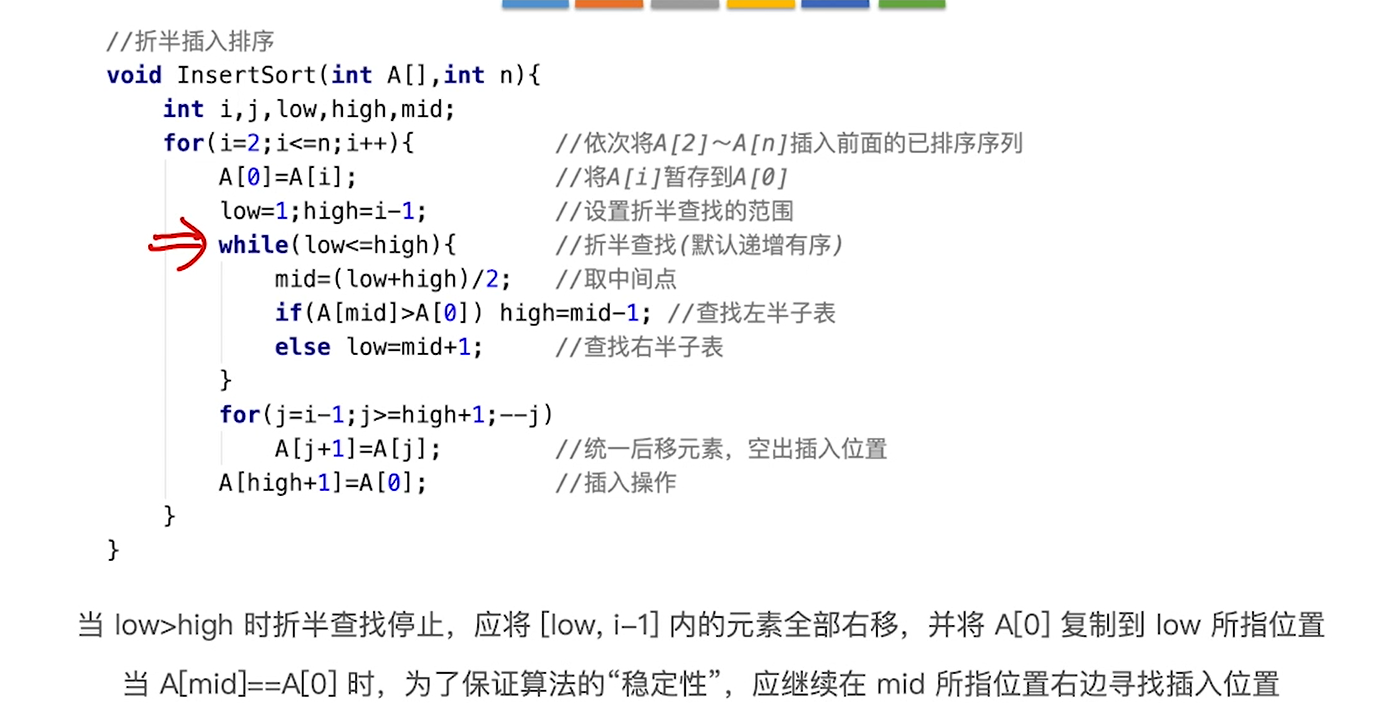 //折半插入排序
void InsertSort(int A[],int n){
    int i,j,low,high,mid;
    for(i=2;i<=n;i++){          //依次将A[2]～A[n]插入前面的已排序序列
        A[0]=A[i];              //将A[i]暂存到A[0]
        low=1;high=i-1;         //设置折半查找的范围
        while(low<=high){       //折半查找(默认递增有序)
            mid=(low+high)/2;   //取中间点
            if(A[mid]>A[0]) high=mid-1; //查找左半子表
            else low=mid+1;     //查找右半子表
        }
        for(j=i-1;j>=high+1;--j)
            A[j+1]=A[j];        //统一后移元素，空出插入位置
        A[high+1]=A[0];         //插入操作
    }
}
当 low>high 时折半查找停止，应将 [low, i-1] 内的元素全部右移，并将 A[0] 复制到 low 所指位置
当 A[mid]==A[0] 时，为了保证算法的“稳定性”，应继续在 mid 所指位置右边寻找插入位置